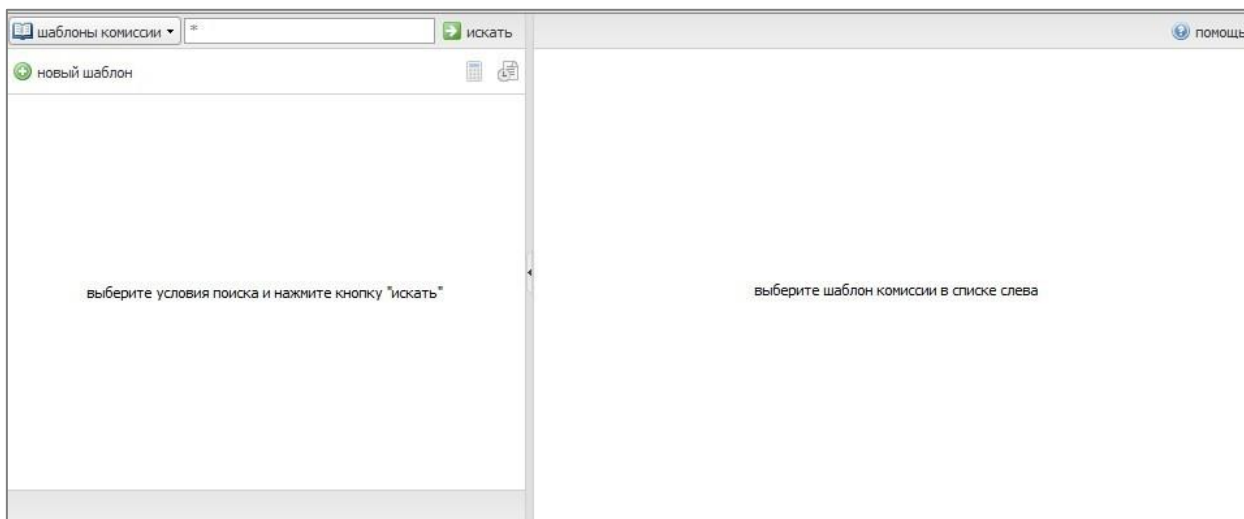 шаблоны комиссии * искать помощь
новый шаблон
выберите условия поиска и нажмите кнопку "искать"
выберите шаблон комиссии в списке слева